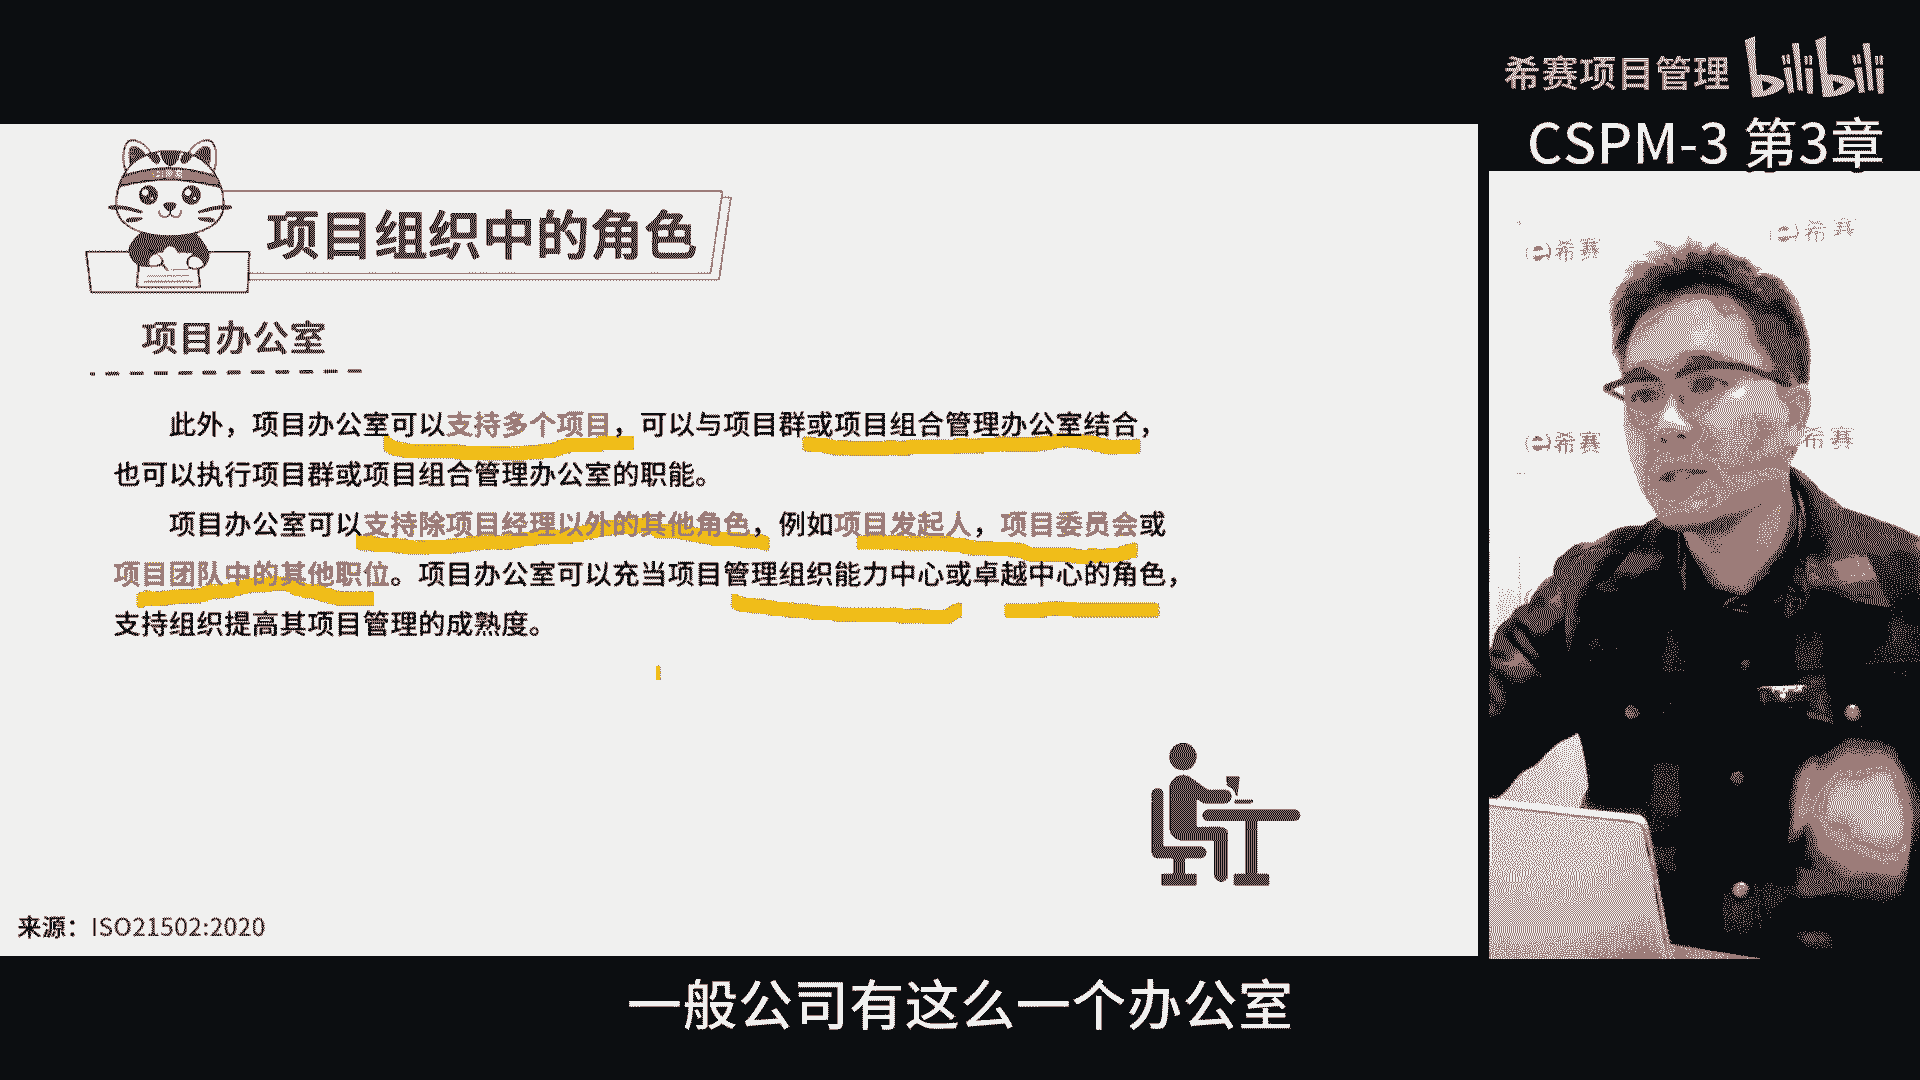 希赛项目管理 bilibili
CSPM-3 第3章
项目组织中的角色
项目办公室
此外，项目办公室可以支持多个项目，可以与项目群或项目组合管理办公室结合，
也可以执行项目群或项目组合管理办公室的职能。
项目办公室可以支持除项目经理以外的其他角色，例如项目发起人，项目委员会或
项目团队中的其他职位。项目办公室可以充当项目管理组织能力中心或卓越中心的角色，
支持组织提高其项目管理的成熟度。
来源：ISO21502:2020
希赛
希赛
希赛
希赛
一般公司有这么一个办公室